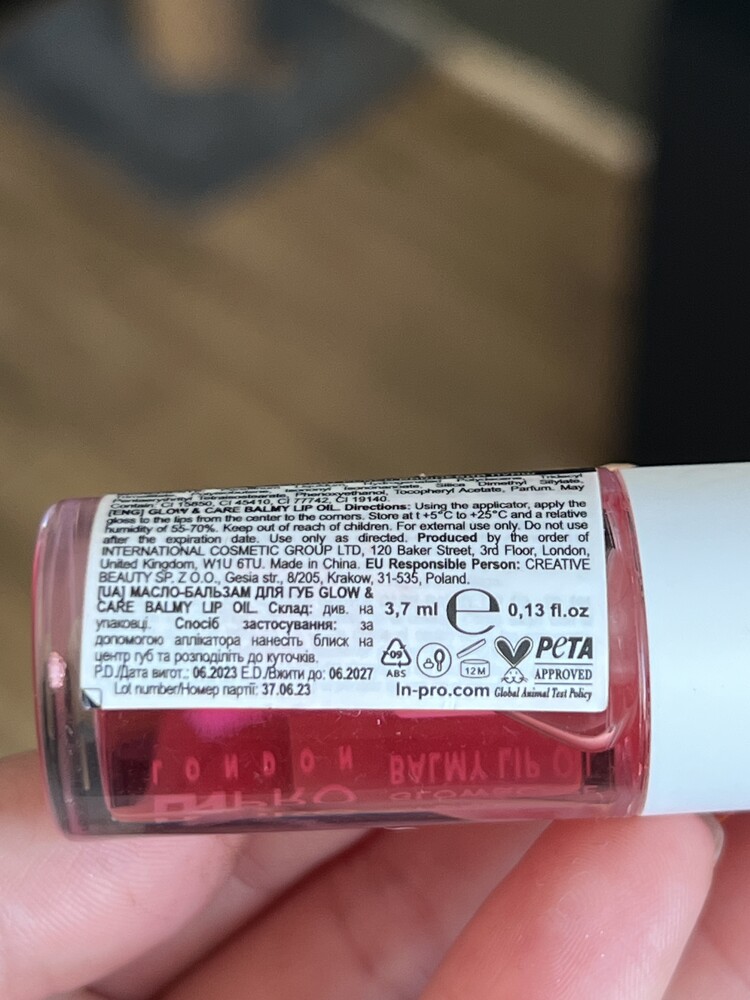 Silica Dimethyl Silylate,
Phenoxyethanol, Tocopheryl Acetate, Parfum. May
Contain: CI 15850, CI 45410, CI 77742, CI 19140.
[ENG] GLOW & CARE BALMY LIP OIL. Directions: Using the applicator, apply the
gloss to the lips from the center to the corners. Store at t +5°C to +25°C and a relative
humidity of 55-70%. Keep out of reach of children. For external use only. Do not use
after the expiration date. Use only as directed. Produced by the order of
INTERNATIONAL COSMETIC GROUP LTD, 120 Baker Street, 3rd Floor, London,
United Kingdom, W1U 6TU. Made in China. EU Responsible Person: CREATIVE
BEAUTY SP. Z O.O., Gesia str., 8/205, Krakow, 31-535, Poland.
[UA] МАСЛО-БАЛЬЗАМ ДЛЯ ГУБ GLOW &
CARE BALMY LIP OIL. Склад: див. на
упаковці. Спосіб застосування: за
допомогою аплікатора нанесіть блиск на
центр губ та розподіліть до куточків.
P.D./Дата вигот.: 06.2023 E.D./Вжити до: 06.2027
Lot number/Номер партії: 37.06.23
3,7 ml e 0,13 fl.oz
09
ABS
12M
PETA
APPROVED
Global Animal Test Policy
In-pro.com
LONDON BALMY LIP OIL
INPRO GLOW&